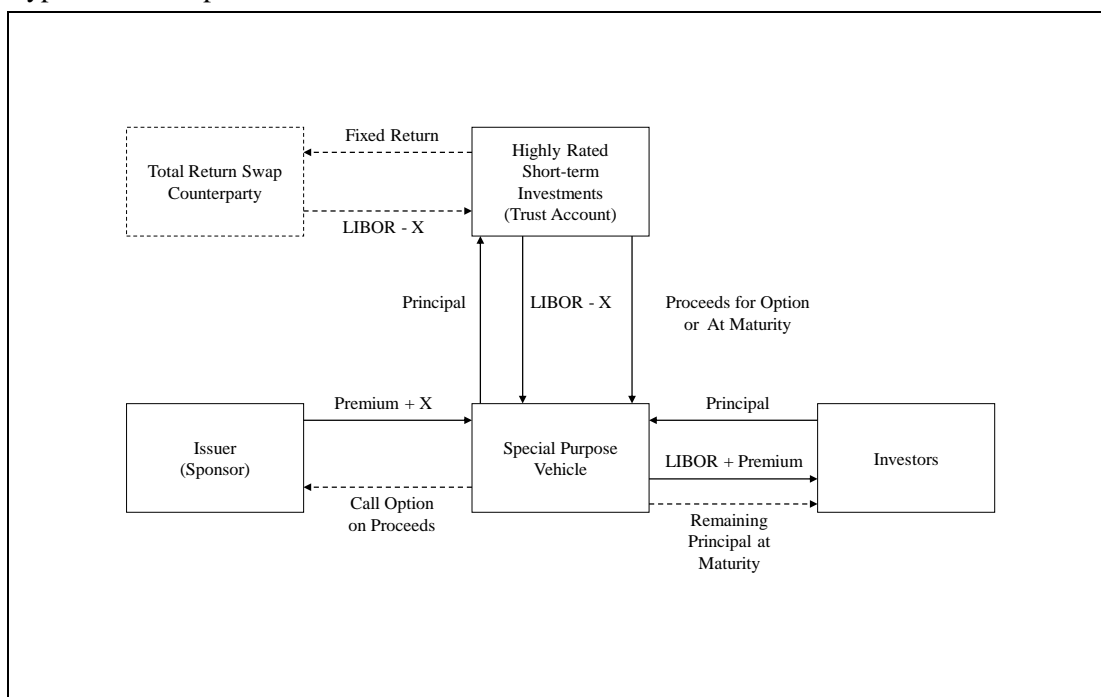 Fixed Return
Total Return Swap
Counterparty
Highly Rated
Short-term
Investments
(Trust Account)
LIBOR - X
Principal
LIBOR - X
Proceeds for Option
or At Maturity
Premium + X
Principal
Issuer
(Sponsor)
Special Purpose
Vehicle
LIBOR + Premium
Investors
Call Option
on Proceeds
Remaining
Principal at
Maturity